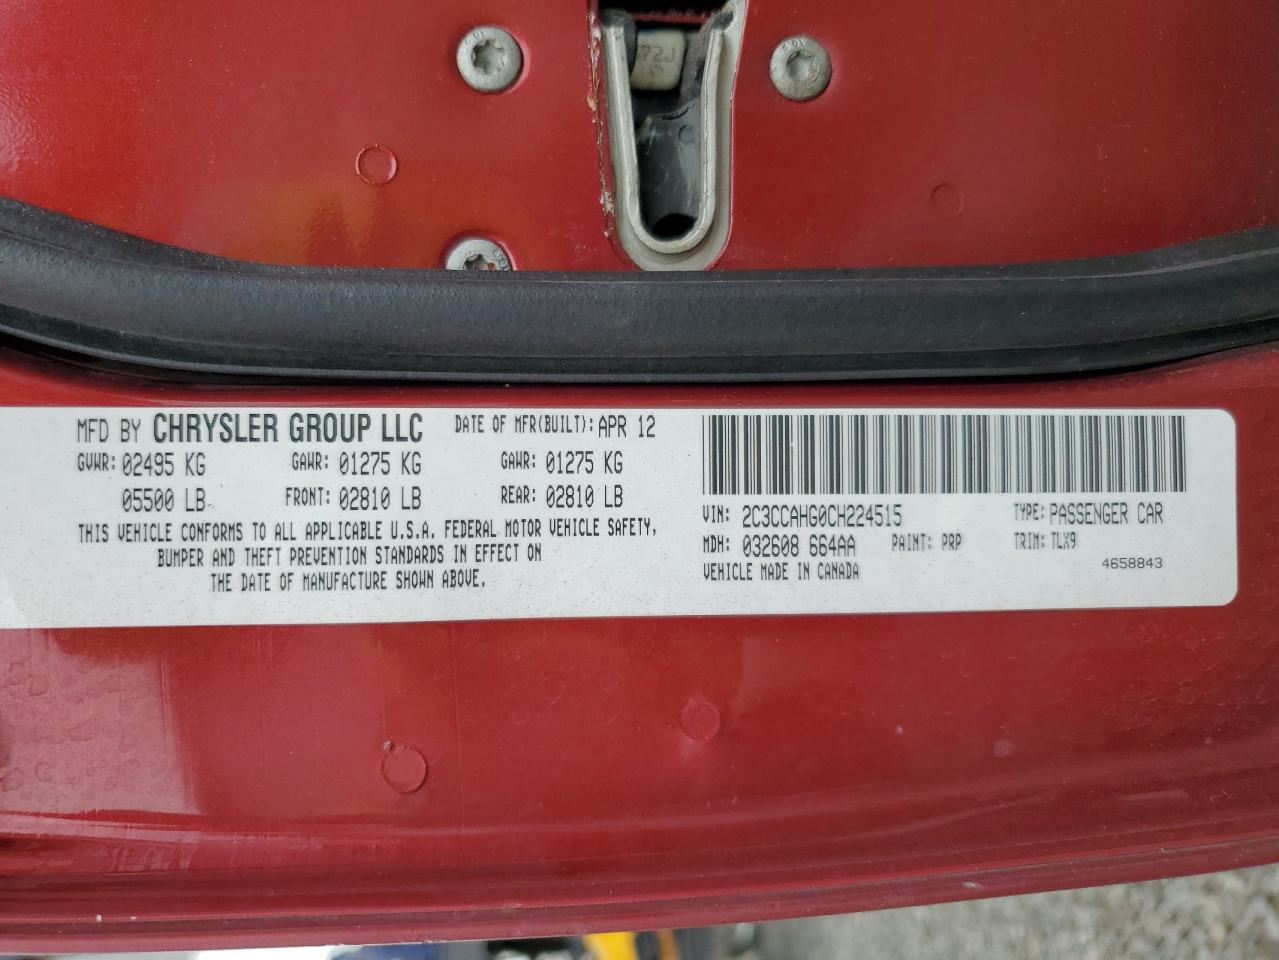 92J
MFD BY CHRYSLER GROUP LLC DATE OF MFR(BUILT): APR 12
GVWR: 02495 KG GAWR: 01275 KG GAWR: 01275 KG
05500 LB FRONT: 02810 LB REAR: 02810 LB
THIS VEHICLE CONFORMS TO ALL APPLICABLE U.S.A. FEDERAL MOTOR VEHICLE SAFETY,
BUMPER AND THEFT PREVENTION STANDARDS IN EFFECT ON
THE DATE OF MANUFACTURE SHOWN ABOVE.
VIN: 2C3CCAHG0CH224515 TYPE: PASSENGER CAR
MDH: 032608 664AA PAINT: PRP TRIM: TLX9
VEHICLE MADE IN CANADA 4658843